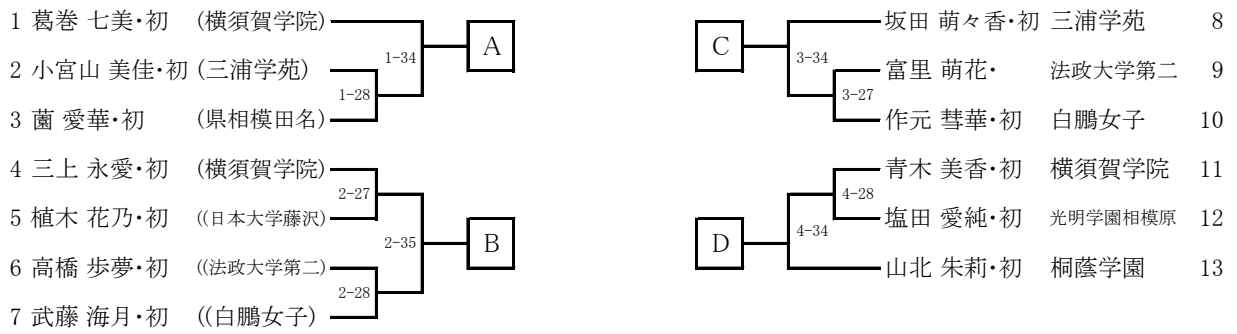 1 葛巻 七美・初 (横須賀学院)
1-34
A
2 小宮山 美佳・初 (三浦学苑)
1-28
3 薗 愛華・初 (県相模田名)
4 三上 永愛・初 (横須賀学院)
2-27
5 植木 花乃・初 ((日本大学藤沢)
2-35
B
6 高橋 歩夢・初 ((法政大学第二)
2-28
7 武藤 海月・初 ((白鵬女子)
坂田 萌々香・初 三浦学苑 8
C
3-34
富里 萌花・ 法政大学第二 9
3-27
作元 彗華・初 白鵬女子 10
青木 美香・初 横須賀学院 11
4-28
塩田 愛純・初 光明学園相模原 12
4-34
D
山北 朱莉・初 桐蔭学園 13